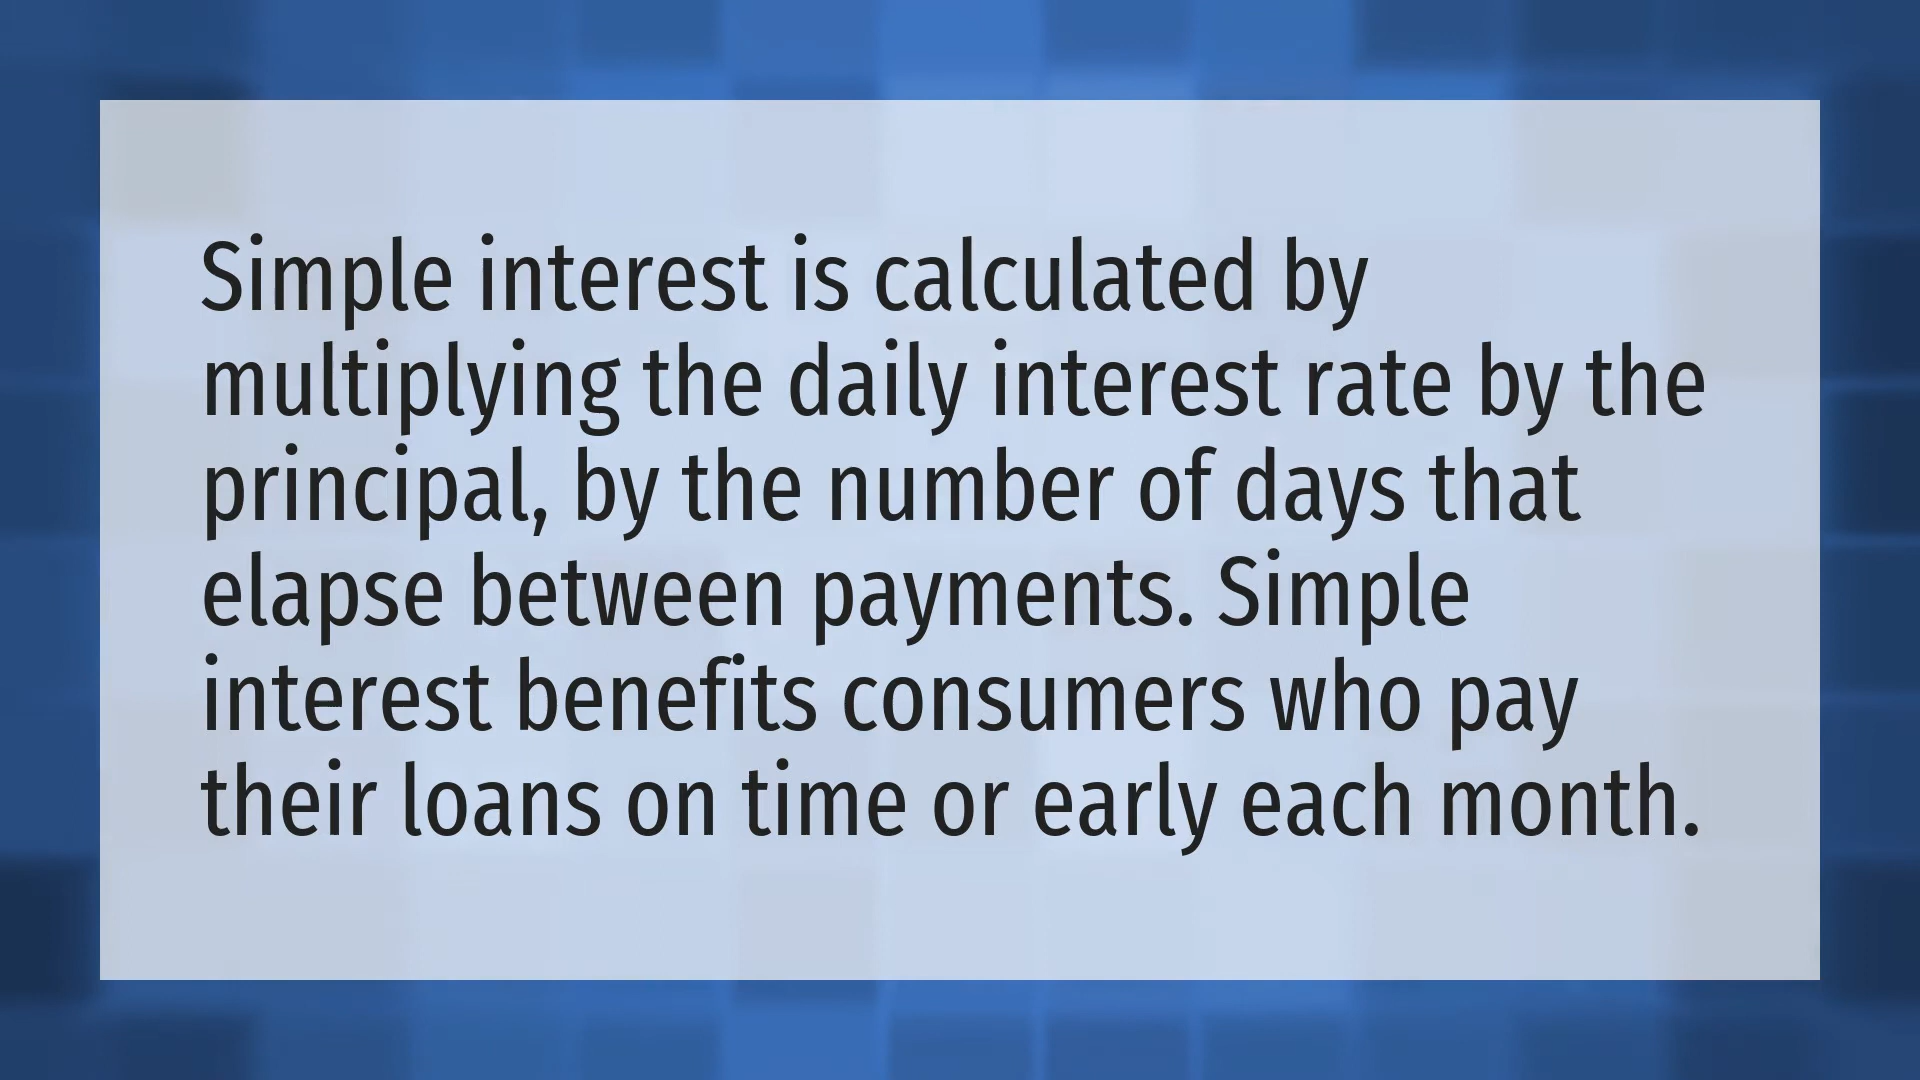 Simple interest is calculated by
multiplying the daily interest rate by the
principal, by the number of days that
elapse between payments. Simple
interest benefits consumers who pay
their loans on time or early each month.